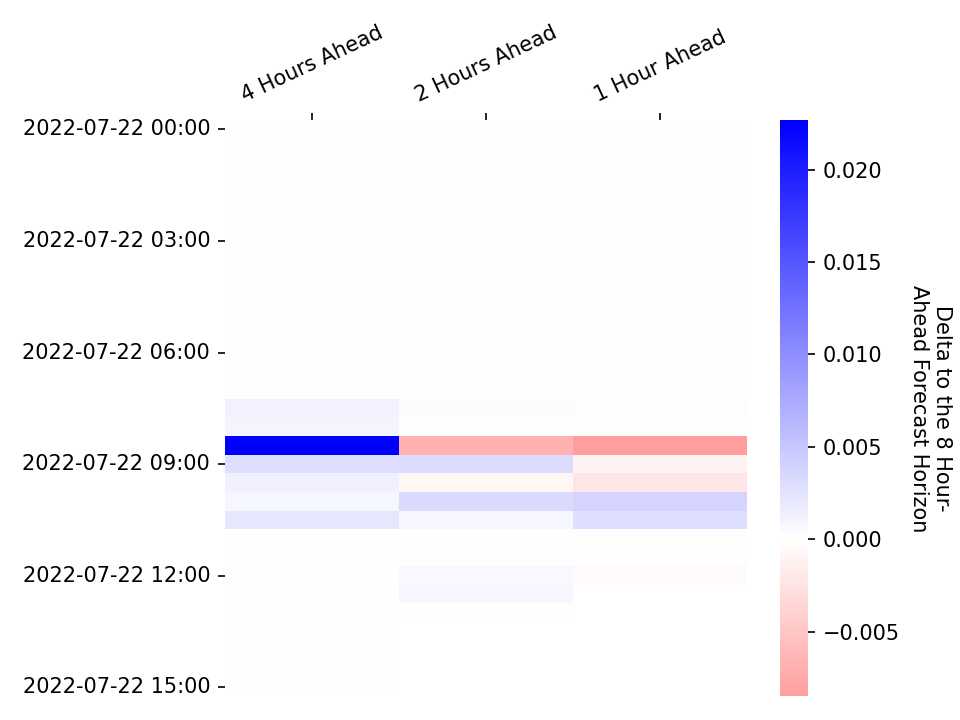 4 Hours Ahead
2 Hours Ahead
1 Hour Ahead
2022-07-22 00:00
2022-07-22 03:00
2022-07-22 06:00
2022-07-22 09:00
2022-07-22 12:00
2022-07-22 15:00
0.020
0.015
0.010
0.005
0.000
−0.005
Delta to the 8 Hour-
Ahead Forecast Horizon